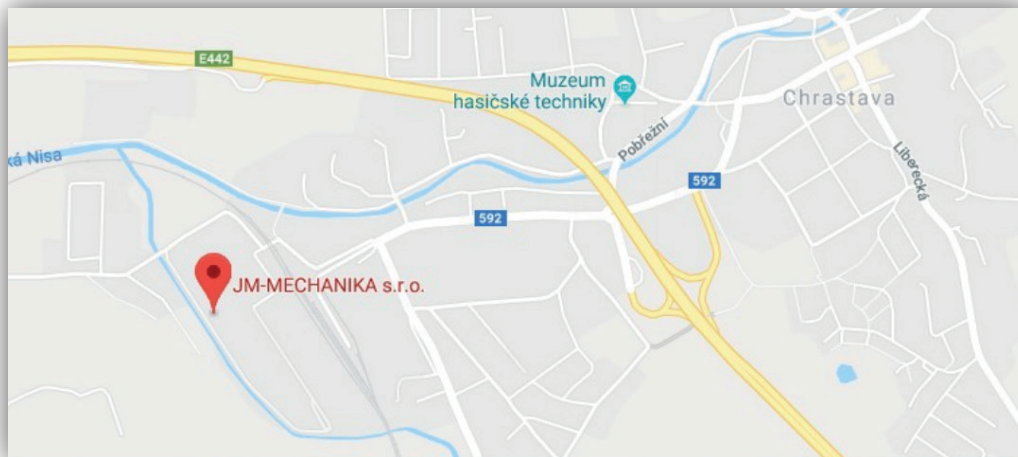 E442
Muzeum
hasičské techniky
Chrastava
Pobřežní
ká Nisa
Liberecká
592
592
JM-MECHANIKA s.r.o.